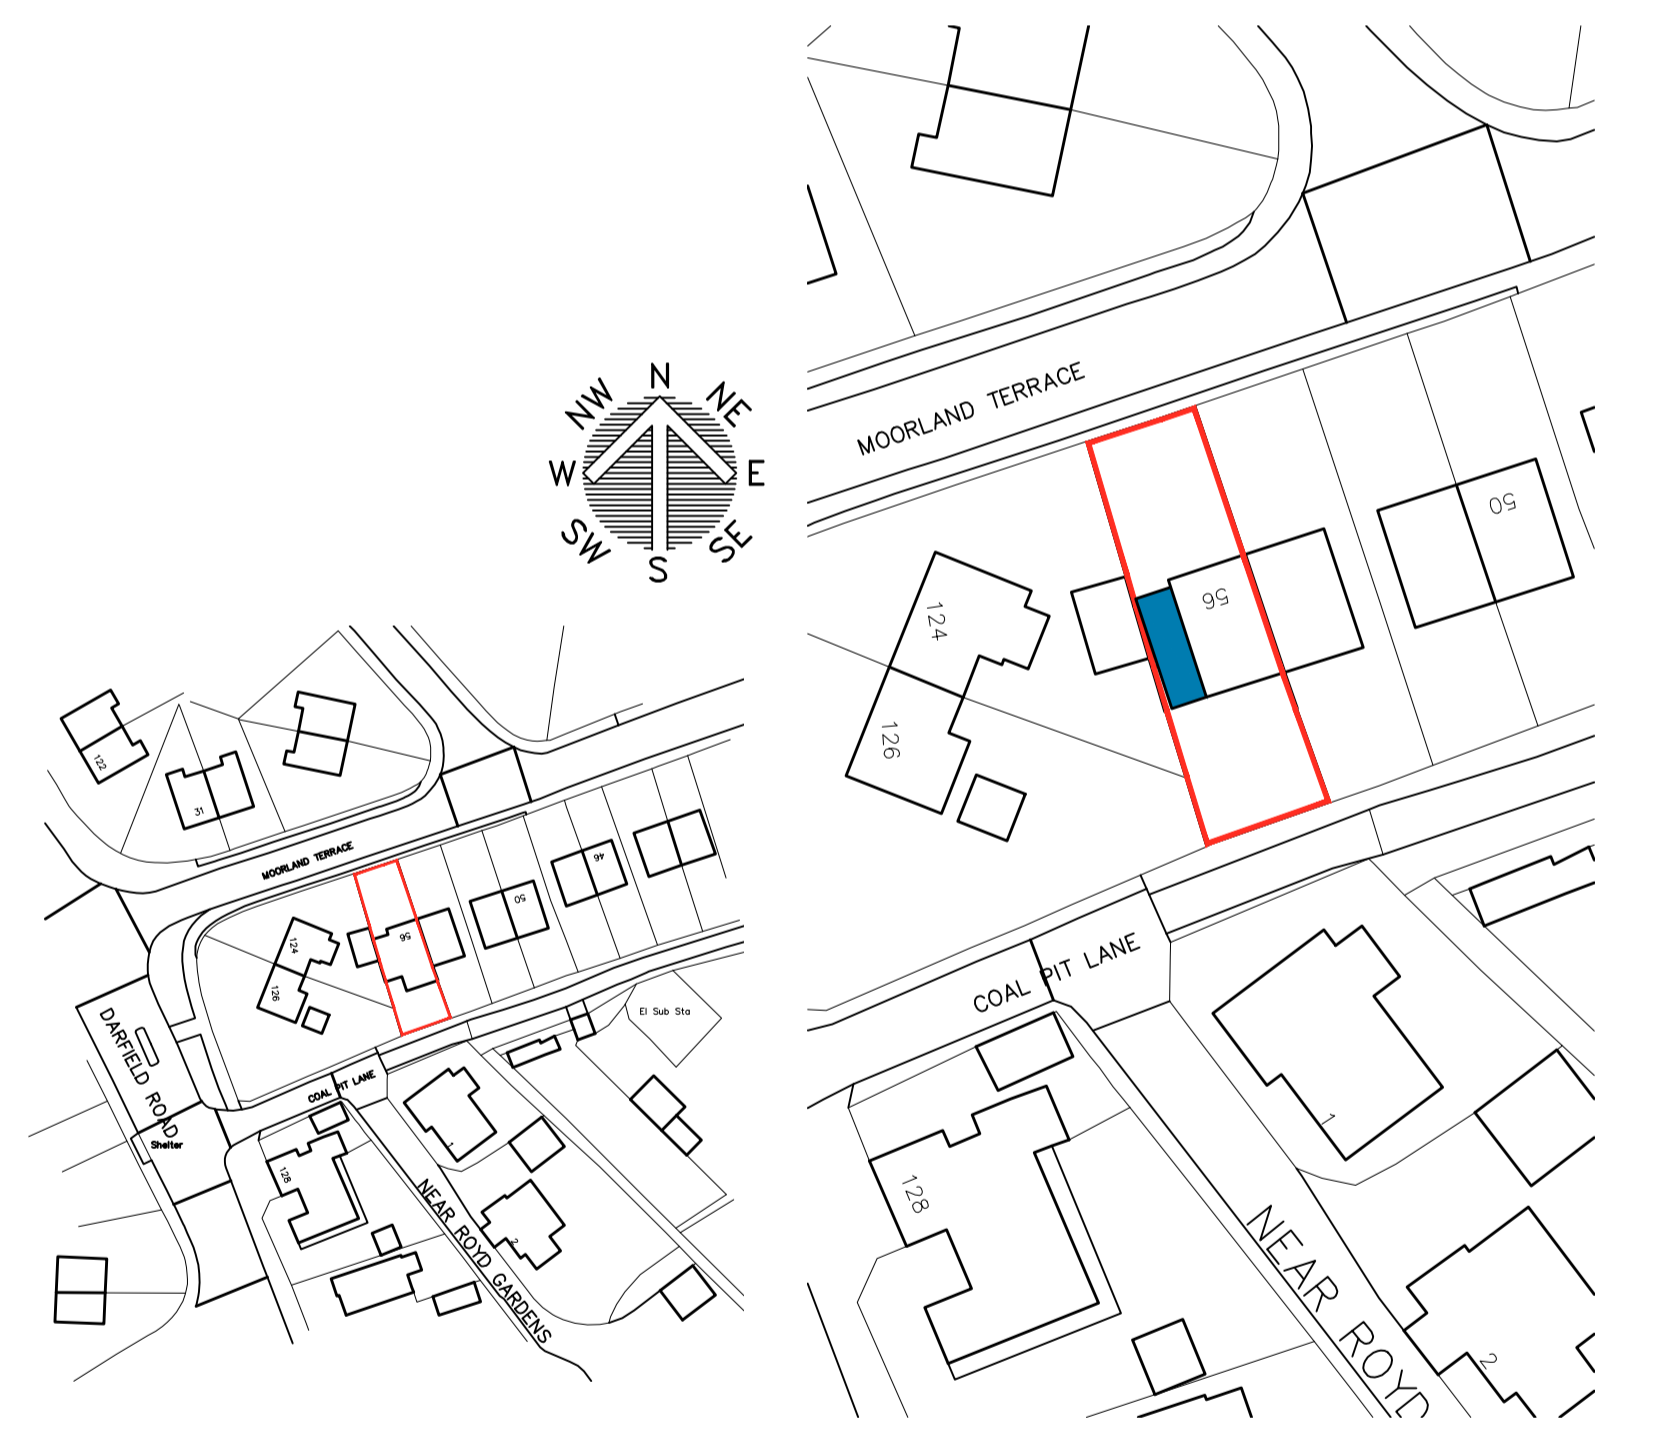 N
NW
NE
W
E
SW
SE
S
122
31
MOORLAND TERRACE
124
126
56
50
46
DARFIELD ROAD
Shelter
COAL PIT LANE
El Sub Sta
128
1
2
NEAR ROYD GARDENS
MOORLAND TERRACE
124
126
56
50
COAL PIT LANE
128
1
NEAR ROYD
2